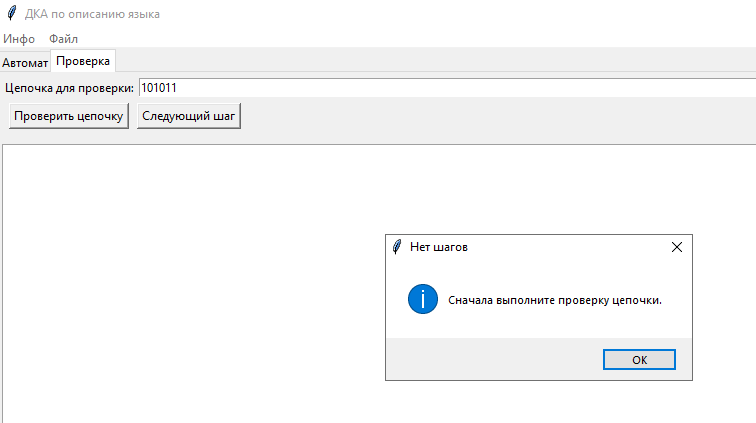 ДКА по описанию языка
Инфо Файл
Автомат Проверка
Цепочка для проверки: 101011
Проверить цепочку Следующий шаг
Нет шагов
Сначала выполните проверку цепочки.
ОК